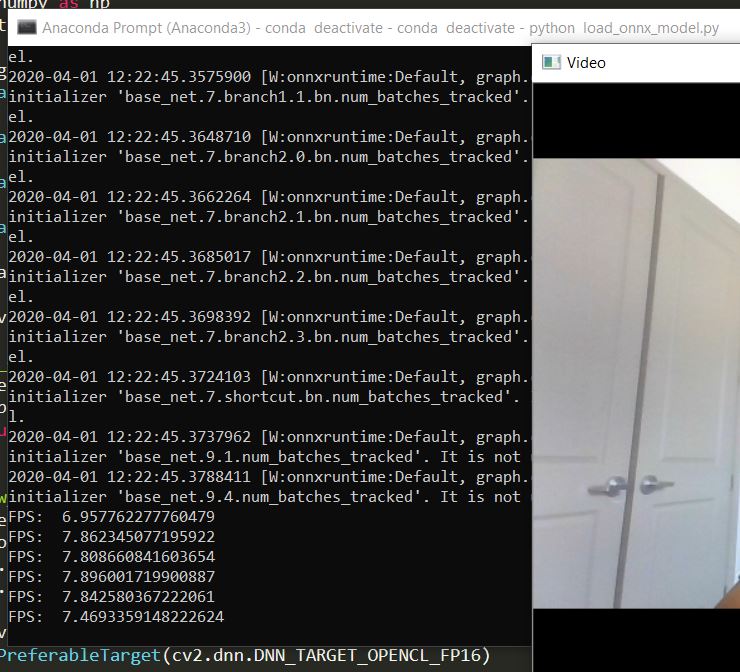 numpy as np
Anaconda Prompt (Anaconda3) - conda deactivate - conda deactivate - python load_onnx_model.py
Video
el.
2020-04-01 12:22:45.3575900 [W:onnxruntime:Default, graph.
initializer 'base_net.7.branch1.1.bn.num_batches_tracked'.
el.
2020-04-01 12:22:45.3648710 [W:onnxruntime:Default, graph.
initializer 'base_net.7.branch2.0.bn.num_batches_tracked'.
el.
2020-04-01 12:22:45.3662264 [W:onnxruntime:Default, graph.
initializer 'base_net.7.branch2.1.bn.num_batches_tracked'.
el.
2020-04-01 12:22:45.3685017 [W:onnxruntime:Default, graph.
initializer 'base_net.7.branch2.2.bn.num_batches_tracked'.
el.
2020-04-01 12:22:45.3698392 [W:onnxruntime:Default, graph.
initializer 'base_net.7.branch2.3.bn.num_batches_tracked'.
el.
2020-04-01 12:22:45.3724103 [W:onnxruntime:Default, graph.
initializer 'base_net.7.shortcut.bn.num_batches_tracked'.
l.
2020-04-01 12:22:45.3737962 [W:onnxruntime:Default, graph.
initializer 'base_net.9.1.num_batches_tracked'. It is not
2020-04-01 12:22:45.3788411 [W:onnxruntime:Default, graph.
initializer 'base_net.9.4.num_batches_tracked'. It is not
FPS:  6.957762277760479
FPS:  7.862345077195922
FPS:  7.808660841603654
FPS:  7.896001719900887
FPS:  7.842580367222061
FPS:  7.4693359148222624
PreferableTarget(cv2.dnn.DNN_TARGET_OPENCL_FP16)